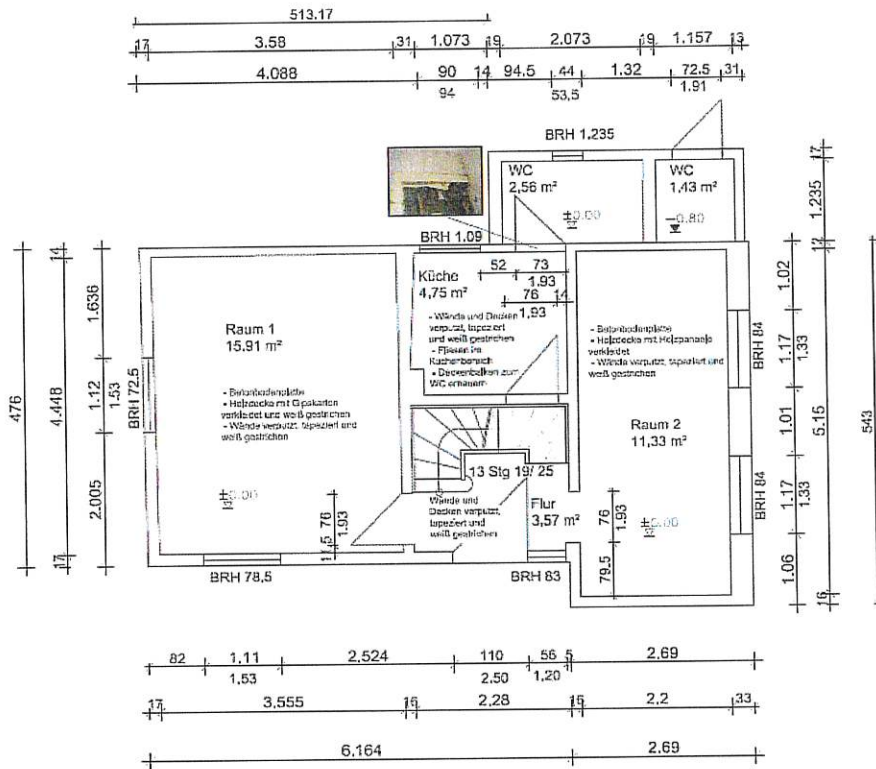 513.17
17 3.58 31 1.073 19 2.073 19 1.157 13
4.088 90 14 94.5 44 1.32 72.5 31
94 53,5 1.91
BRH 1.235
WC
2,56 m²
±0.00
WC
1,43 m²
-0.80
17
1.235
12
BRH 1.09
Küche
4,75 m²
52 73
1.93
76 14
1,93
- Wände und Decken
verputzt, tapeziert
und weiß gestrichen
- Fliesen im
Küchenbereich
- Deckenbalken zum
WC erneuern
Raum 1
15.91 m²
- Betonbodenplatte
- Holzdecke mit Gipskarton
verkleidet und weiß gestrichen
- Wände verputzt, tapeziert und
weiß gestrichen
±0.00
- Betonbodenplatte
- Holzdecke mit Holzpaneele
verkleidet
- Wände verputzt, tapeziert und
weiß gestrichen
Raum 2
11,33 m²
±0.00
13 Stg 19/ 25
Wände und
Decken verputzt,
tapeziert und
weiß gestrichen
Flur
3,57 m²
76
1.93
11.5
76
1.93
79.5
476
14
4.448
17
1.636
1.12
1.53
2.005
BRH 72.5
BRH 84
BRH 84
1.02
1.17
1.33
1.01
1.17
1.33
1.06
5.15
16
543
BRH 78,5
BRH 83
82 1,11 2,524 110 56 5 2.69
1,53 2.50 1,20
17 3,555 16 2,28 16 2,2 33
6,164 2.69